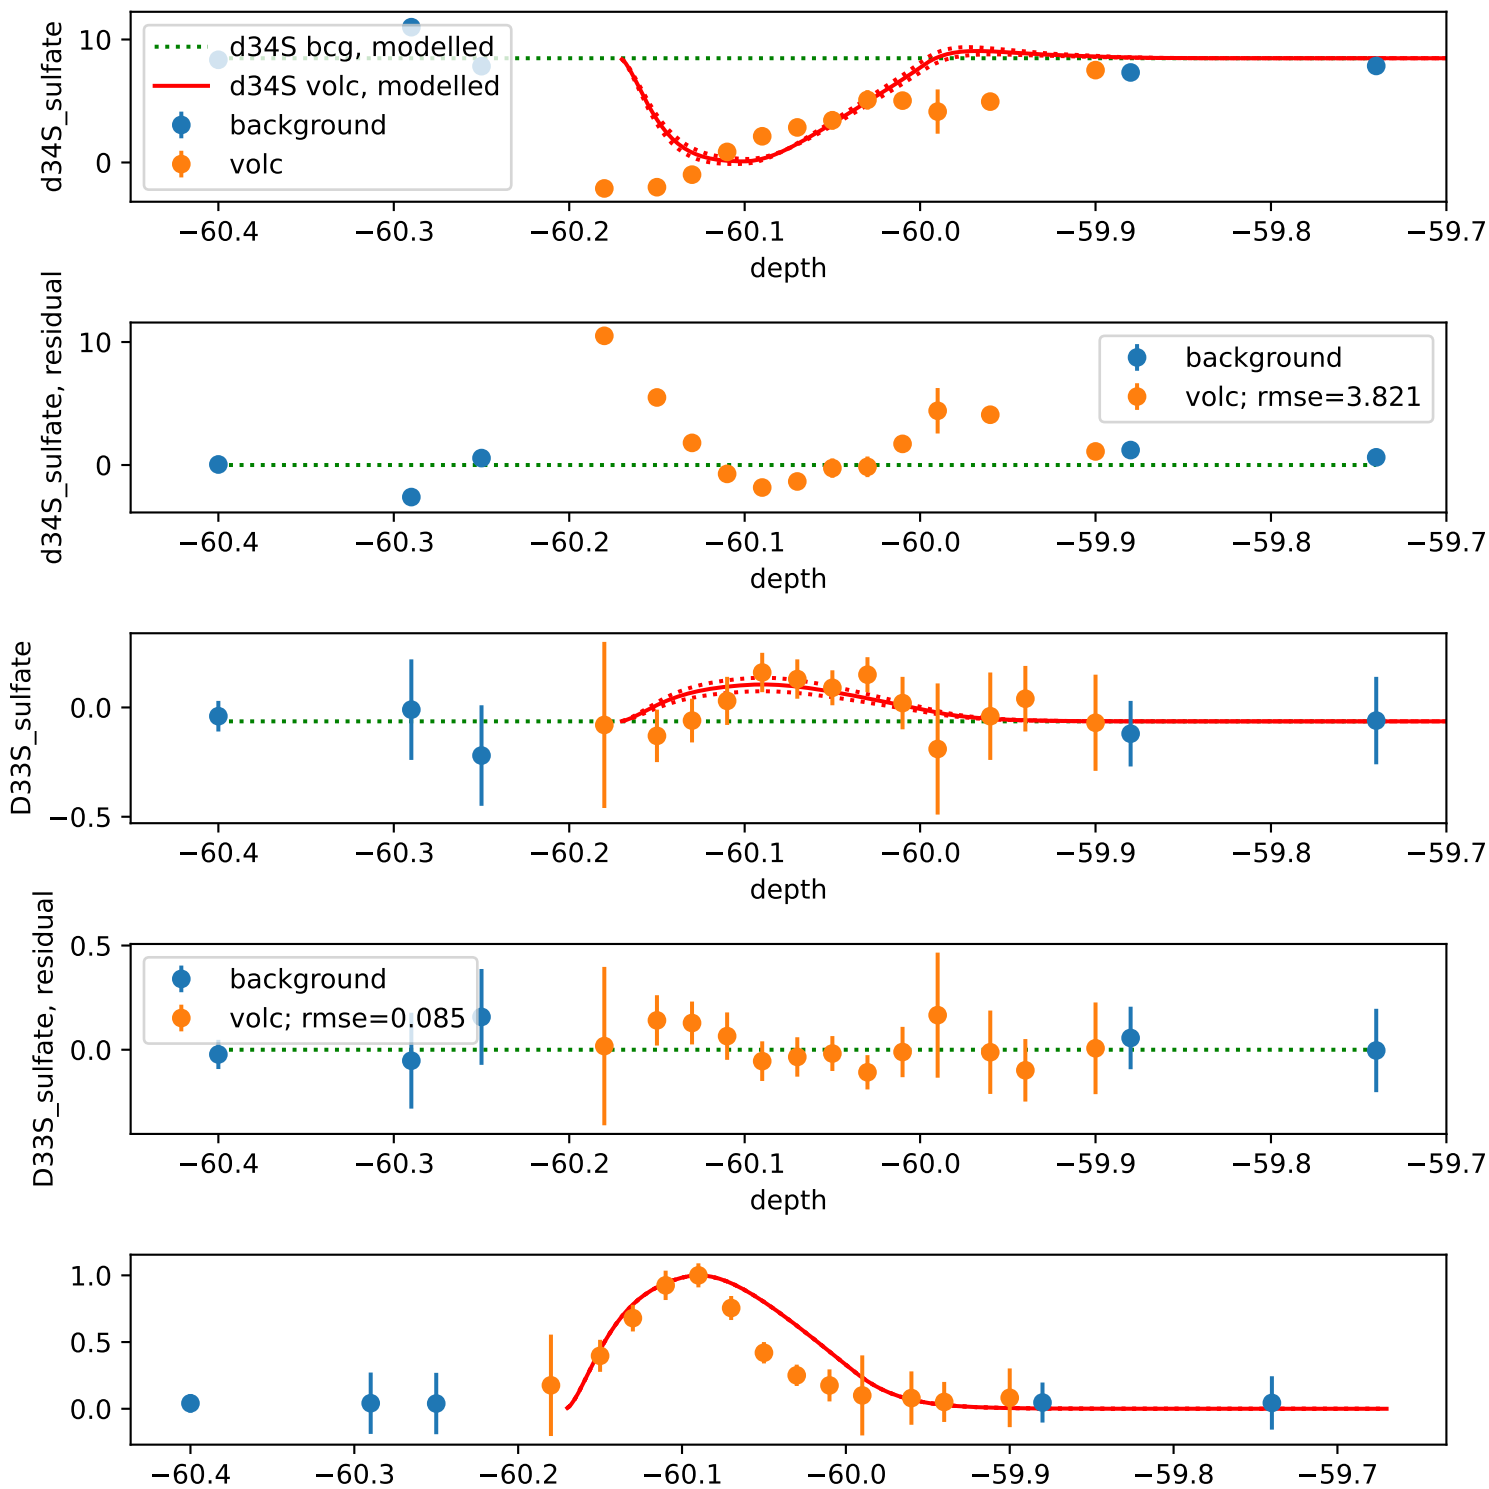 d34S_sulfate
10
0
d34S bcg, modelled
d34S volc, modelled
background
volc
−60.4 −60.3 −60.2 −60.1 −60.0 −59.9 −59.8 −59.7
depth
d34S_sulfate, residual
10
0
background
volc; rmse=3.821
−60.4 −60.3 −60.2 −60.1 −60.0 −59.9 −59.8 −59.7
depth
D33S_sulfate
0.0
−0.5
−60.4 −60.3 −60.2 −60.1 −60.0 −59.9 −59.8 −59.7
depth
D33S_sulfate, residual
0.5
0.0
background
volc; rmse=0.085
−60.4 −60.3 −60.2 −60.1 −60.0 −59.9 −59.8 −59.7
depth
1.0
0.5
0.0
−60.4 −60.3 −60.2 −60.1 −60.0 −59.9 −59.8 −59.7